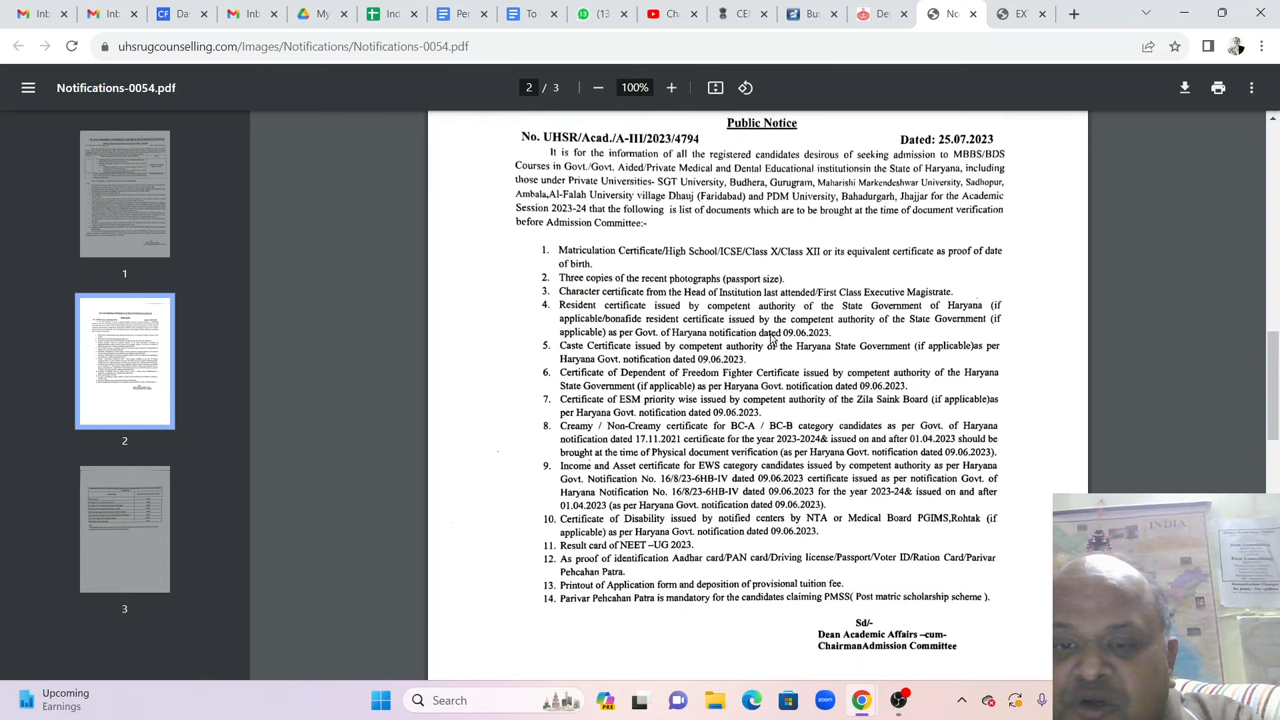 uhsrugcounselling.org/Images/Notifications/Notifications-0054.pdf
Notifications-0054.pdf
2 / 3
100%
1
2
3
Public Notice
No. UHSR/Acad./A-III/2023/4794 Dated: 25.07.2023
It is for the information of all the registered candidates desirous of seeking admission to MBBS/BDS
Courses in Govt./Govt. Aided/Private Medical and Dental Educational institutionsin the State of Haryana, including
those under Private Universities- SGT University, Budhera, Gurugram, Maharishi Markendeshwar University, Sadhopur,
Ambala,Al-Falah University village Dhauj (Faridabad) and PDM University, Bahadurgarh, Jhajjar for the Academic
Session 2023-24 that the following is list of documents which are to be brought at the time of document verification
before Admission Committee:-
1. Matriculation Certificate/High School/ICSE/Class X/Class XII or its equivalent certificate as proof of date
of birth.
2. Three copies of the recent photographs (passport size).
3. Character certificate from the Head of Institution last attended/First Class Executive Magistrate.
4. Resident certificate issued by competent authority of the State Government of Haryana (if
applicable/bonafide resident certificate issued by the competent authority of the State Government (if
applicable) as per Govt. of Haryana notification dated 09.06.2023.
5. Caste Certificate issued by competent authority of the Haryana State Government (if applicable)as per
Haryana Govt. notification dated 09.06.2023.
6. Certificate of Dependent of Freedom Fighter Certificate issued by competent authority of the Haryana
State Government (if applicable) as per Haryana Govt. notification dated 09.06.2023.
7. Certificate of ESM priority wise issued by competent authority of the Zila Saink Board (if applicable)as
per Haryana Govt. notification dated 09.06.2023.
8. Creamy / Non-Creamy certificate for BC-A / BC-B category candidates as per Govt. of Haryana
notification dated 17.11.2021 certificate for the year 2023-2024& issued on and after 01.04.2023 should be
brought at the time of Physical document verification (as per Haryana Govt. notification dated 09.06.2023).
9. Income and Asset certificate for EWS category candidates issued by competent authority as per Haryana
Govt. Notification No. 16/8/23-6HB-IV dated 09.06.2023 certificate issued as per notification Govt. of
Haryana Notification No. 16/8/23-6HB-IV dated 09.06.2023 for the year 2023-24& issued on and after
01.04.2023 (as per Haryana Govt. notification dated 09.06.2023).
10. Certificate of Disability issued by notified centers by NTA or Medical Board PGIMS,Rohtak (if
applicable) as per Haryana Govt. notification dated 09.06.2023.
11. Result card of NEET –UG 2023.
12. As proof of identification Aadhar card/PAN card/Driving license/Passport/Voter ID/Ration Card/Parivar
Pehcahan Patra.
13. Printout of Application form and deposition of provisional tuition fee.
14. Parivar Pehcahan Patra is mandatory for the candidates claiming PMSS( Post matric scholarship scheme ).
Sd/-
Dean Academic Affairs –cum-
ChairmanAdmission Committee
INDIA
Upcoming
Earnings
Search
zoom